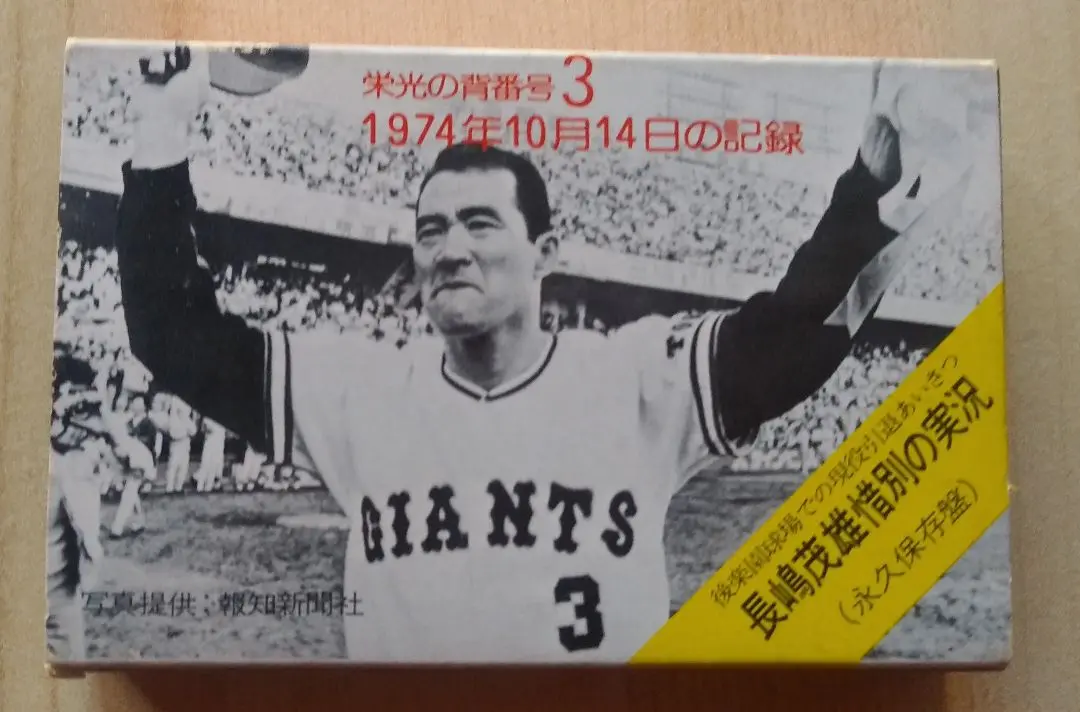 栄光の背番号3
1974年10月14日の記録
GIANTS
3
後楽園球場での現役引退あいさつ
長嶋茂雄惜別の実況
(永久保存盤)
写真提供:報知新聞社